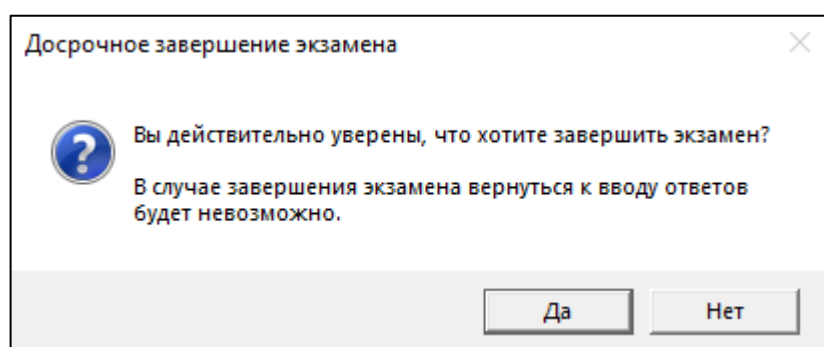 Досрочное завершение экзамена
Вы действительно уверены, что хотите завершить экзамен?
В случае завершения экзамена вернуться к вводу ответов
будет невозможно.
Да
Нет